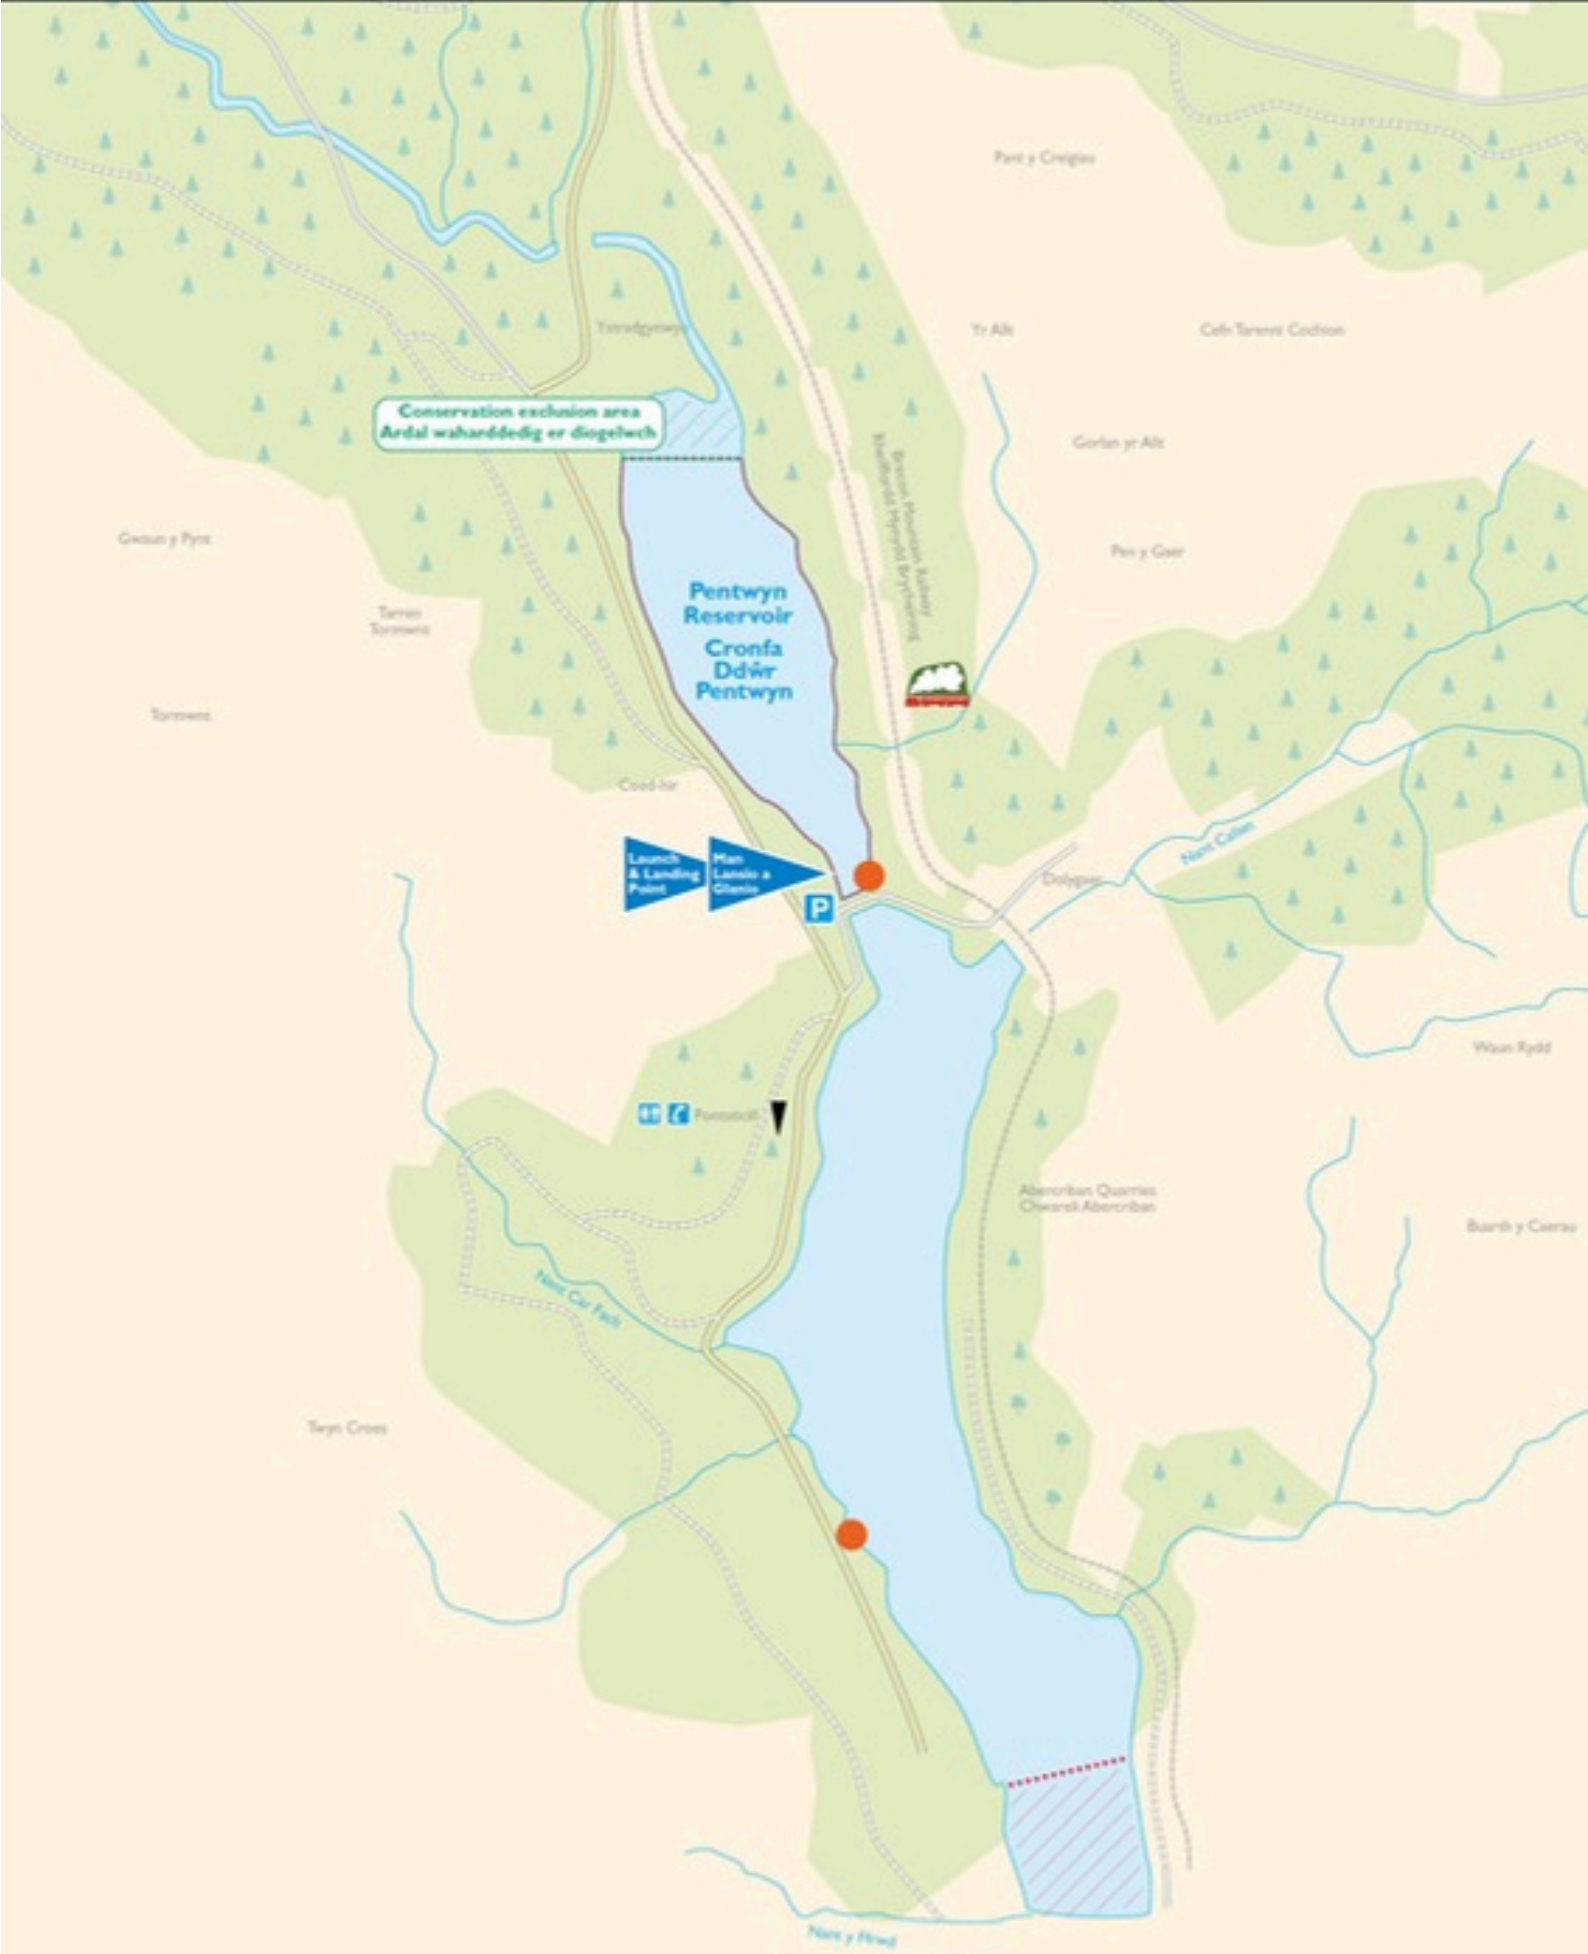 Pant y Creigiau
Yr Allt
Cefn Tarenni Cochion
Conservation exclusion area
Ardal waharddedig er diogelwch
Gorlan yr Allt
Brecon Mountain Railway
Rheilffordd Mynydd Brycheiniog
Gwaun y Pynt
Pen y Gaer
Pentwyn
Reservoir
Cronfa
Ddŵr
Pentwyn
Tarren
Tormwnt
Tormwnt
Coed-hir
Nant Callan
Launch
& Landing
Point
Man
Lansio a
Glanio
P
Dolygaer
Waun Rydd
Pontsticill
Abercriban Quarries
Chwareli Abercriban
Buarth y Caerau
Nant Car Fach
Twyn Croes
Nant y Ffrwd